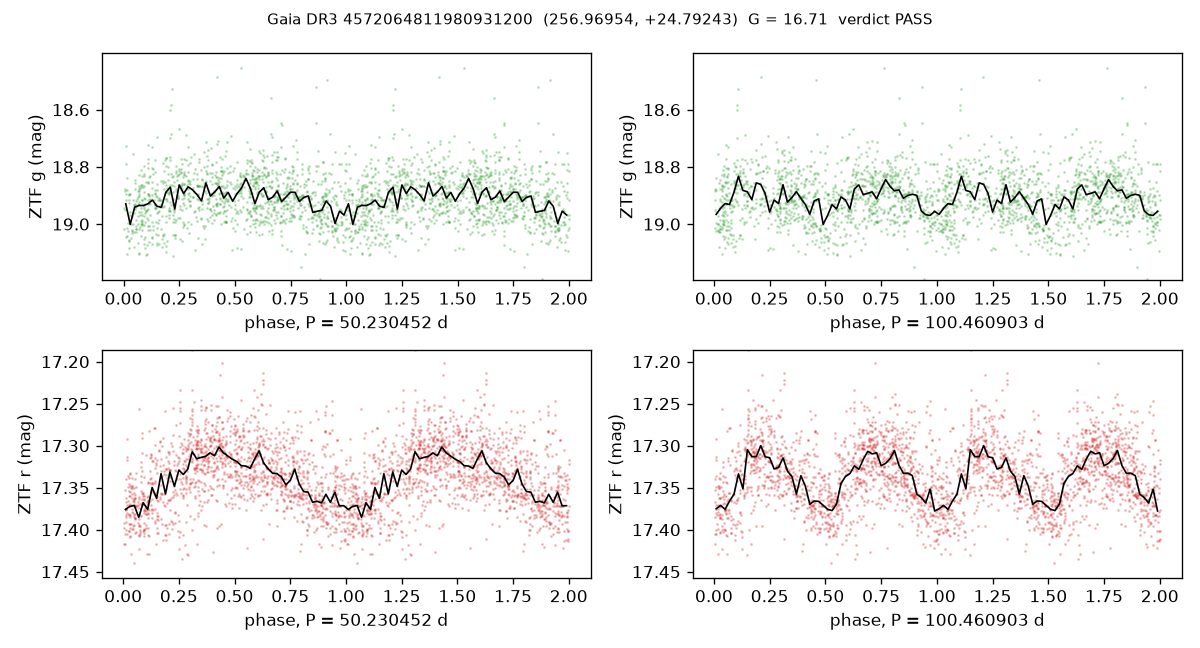 Gaia DR3 4572064811980931200 (256.96954, +24.79243) G = 16.71 verdict PASS
ZTF g (mag)
18.6
18.8
19.0
0.00 0.25 0.50 0.75 1.00 1.25 1.50 1.75 2.00
phase, P = 50.230452 d
ZTF g (mag)
18.6
18.8
19.0
0.00 0.25 0.50 0.75 1.00 1.25 1.50 1.75 2.00
phase, P = 100.460903 d
ZTF r (mag)
17.20
17.25
17.30
17.35
17.40
17.45
0.00 0.25 0.50 0.75 1.00 1.25 1.50 1.75 2.00
phase, P = 50.230452 d
ZTF r (mag)
17.20
17.25
17.30
17.35
17.40
17.45
0.00 0.25 0.50 0.75 1.00 1.25 1.50 1.75 2.00
phase, P = 100.460903 d